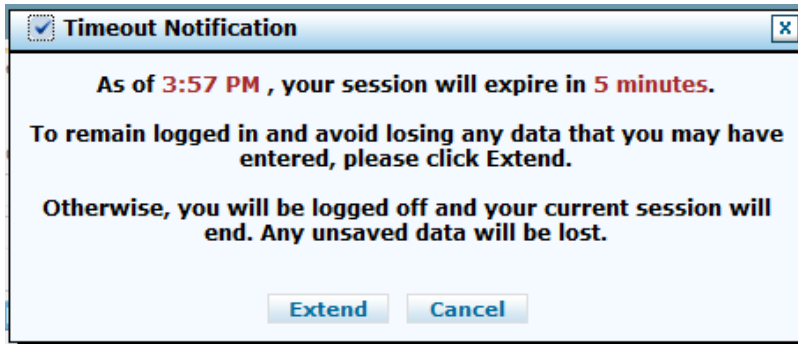 Timeout Notification
x
As of 3:57 PM , your session will expire in 5 minutes.
To remain logged in and avoid losing any data that you may have
entered, please click Extend.
Otherwise, you will be logged off and your current session will
end. Any unsaved data will be lost.
Extend Cancel